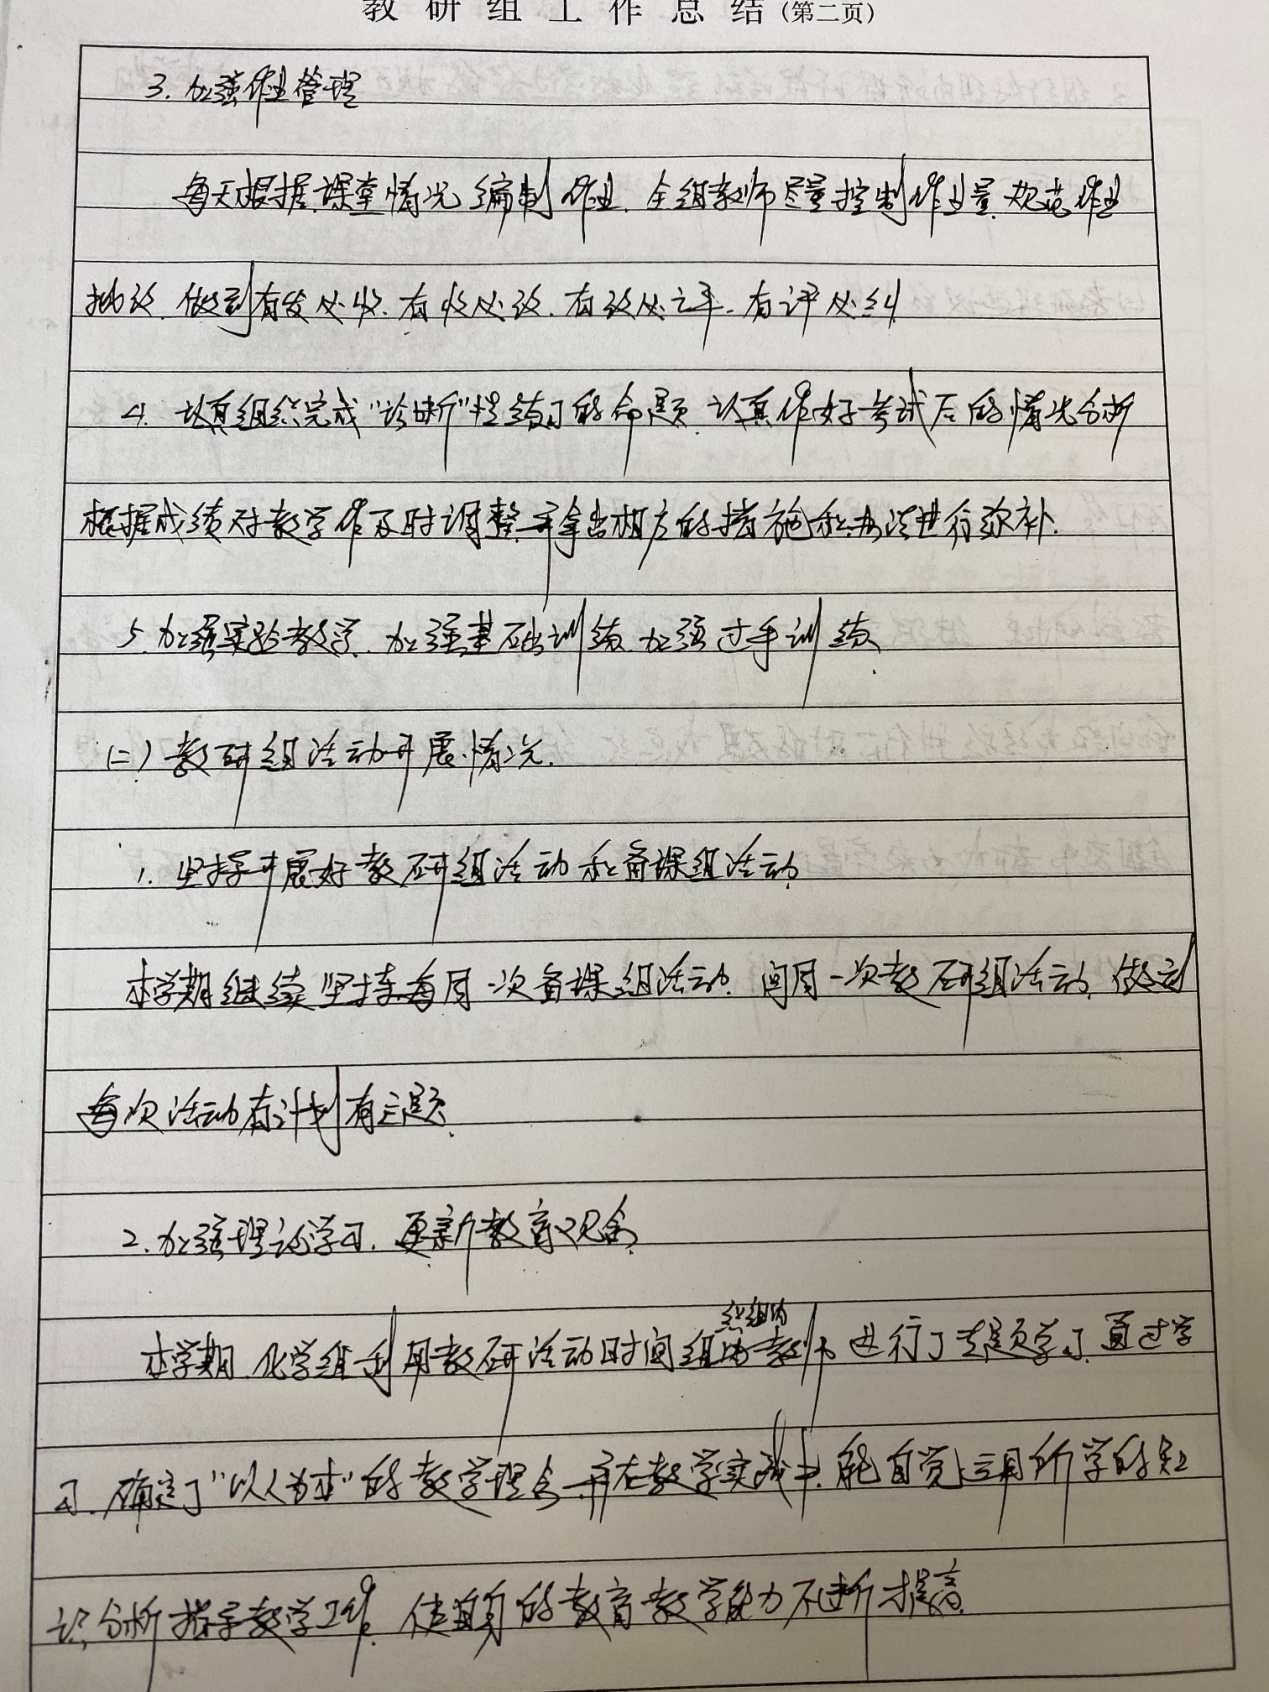 教研组工作总结(第二页)
3. 加强作业管理
每天根据课堂情况编制作业，全组教师尽量控制作业量，规范作业
批改，做到有发必收，有收必改，有改必评，有评必纠
4. 认真组织完成“诊断”性练习的命题，认真作好考试后的情况分析
根据成绩对教学作及时调整，并拿出相应的措施和办法进行弥补.
5. 加强实验教学，加强基础训练，加强过手训练
(二) 教研组活动开展情况.
1. 坚持开展好教研组活动和备课组活动
本学期继续坚持每周一次备课组活动，间周一次教研组活动，做到
每次活动有计划有主题.
2. 加强理论学习，更新教育观念
本学期，化学组利用教研活动时间组织组内教师进行了专题学习，通过学
习，确定了“以人为本”的教学理念，并在教学实践中，能自觉运用所学的知
识，分析指导教学工作，使自身的教育教学能力不断提高.